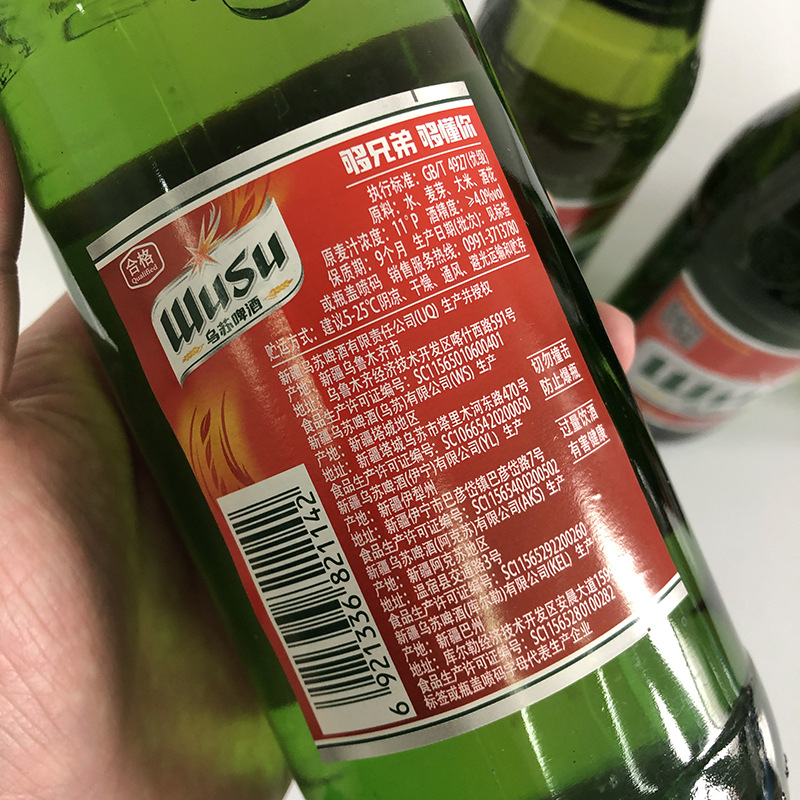 够兄弟 够懂你
合格
Qualified
WUSU
乌苏啤酒
执行标准：GB/T 4927(优级)
原料：水、麦芽、大米、酒花
原麦汁浓度：11°P 酒精度：≥4.0%vol
保质期：9个月 生产日期(批次)：见标签
或瓶盖喷码 销售服务热线：0991-3713780
贮运方式：建议5-25℃阴凉、干燥、通风、避光运输和贮存
新疆乌苏啤酒有限责任公司(UQ) 生产并授权
产地：新疆乌鲁木齐市
地址：乌鲁木齐经济技术开发区喀什西路591号
食品生产许可证编号：SC11565010600401
新疆乌苏啤酒(乌苏)有限公司(WS) 生产
产地：新疆塔城地区
地址：新疆塔城乌苏市塔里木河东路470号
食品生产许可证编号：SC10665420200050
新疆乌苏啤酒(伊宁)有限公司(YL) 生产
产地：新疆伊犁州
地址：新疆伊宁市巴彦岱镇巴彦岱路7号
食品生产许可证编号：SC11565400200502
新疆乌苏啤酒(阿克苏)有限公司(AKS) 生产
产地：新疆阿克苏地区
地址：温宿县交通路3号
食品生产许可证编号：SC11565292200260
新疆乌苏啤酒(库尔勒)有限公司(KEL) 生产
产地：新疆巴州
地址：库尔勒经济技术开发区安晨大道159
食品生产许可证编号：SC11565280100282
标签或瓶盖喷码字母代表生产企业
切勿撞击
防止爆瓶
过量饮酒
有害健康
6 921336 821142